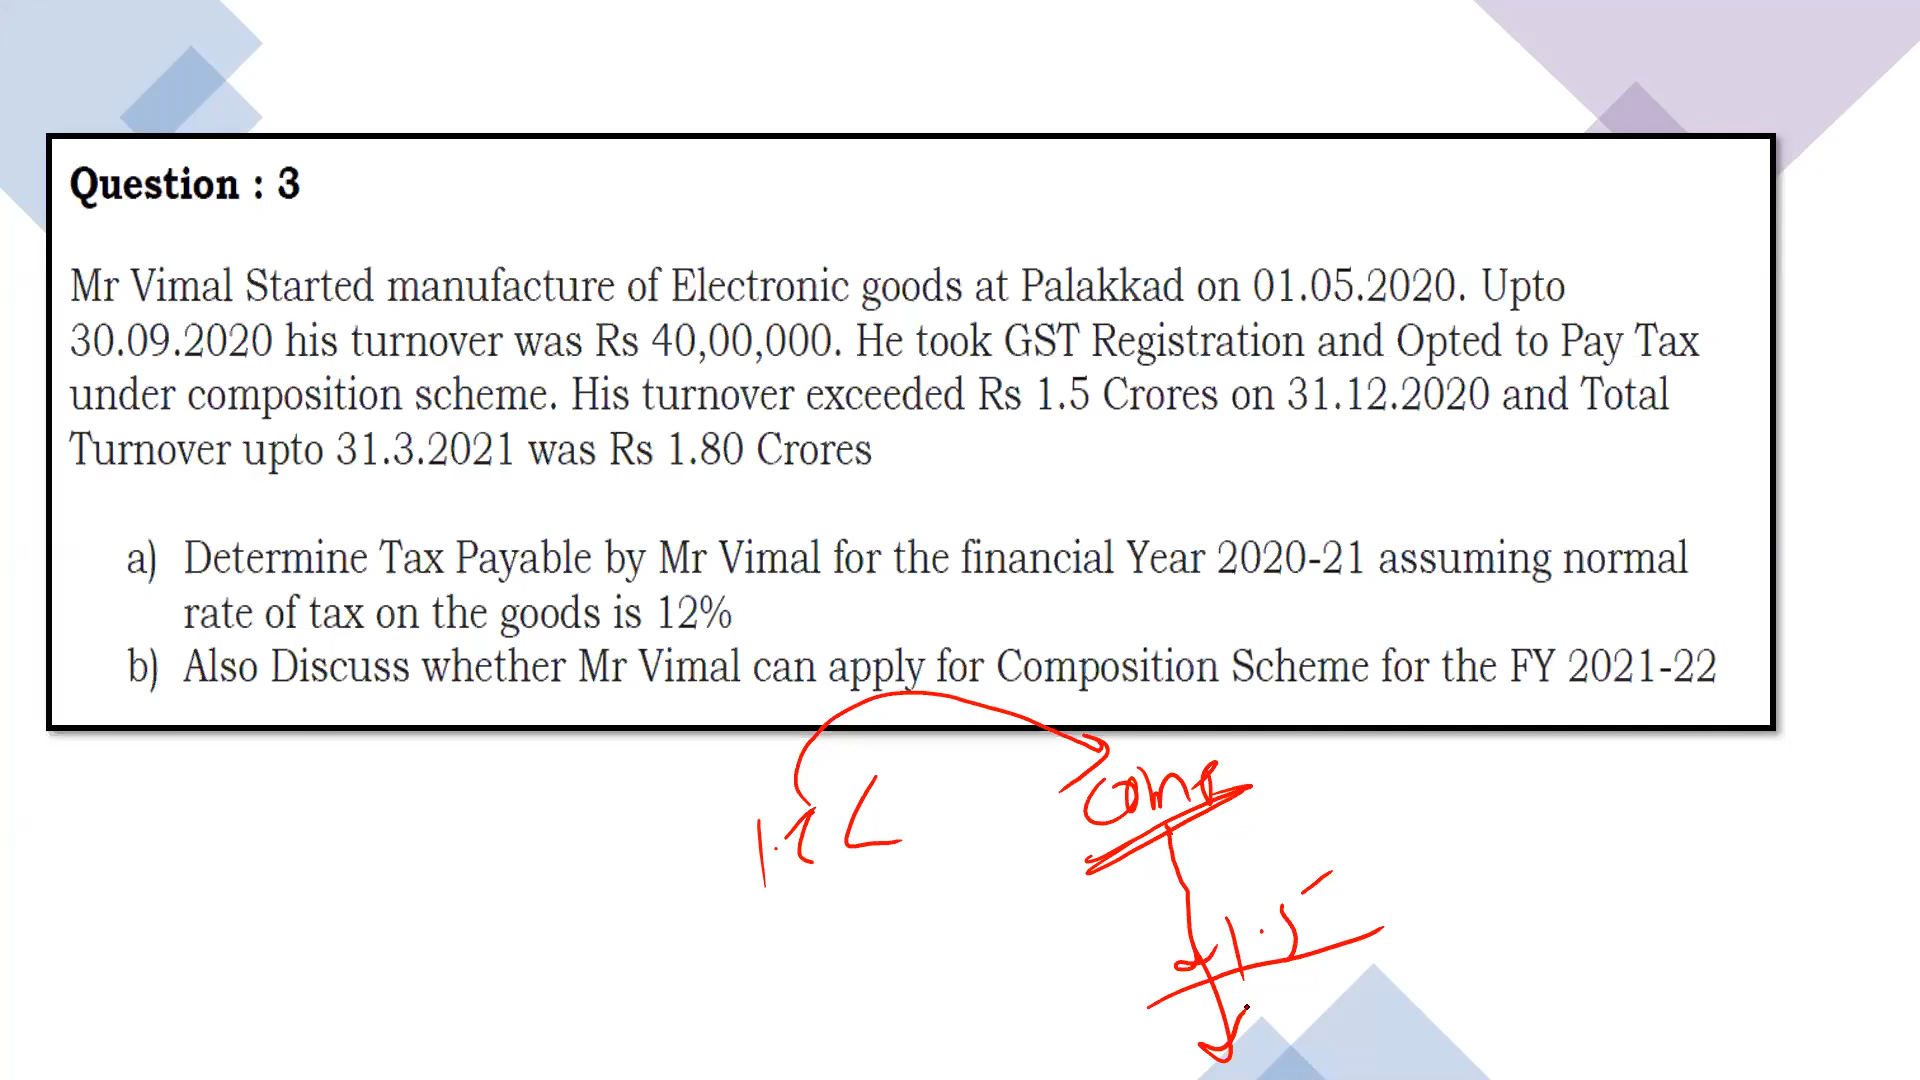 Question : 3
Mr Vimal Started manufacture of Electronic goods at Palakkad on 01.05.2020. Upto
30.09.2020 his turnover was Rs 40,00,000. He took GST Registration and Opted to Pay Tax
under composition scheme. His turnover exceeded Rs 1.5 Crores on 31.12.2020 and Total
Turnover upto 31.3.2021 was Rs 1.80 Crores
a) Determine Tax Payable by Mr Vimal for the financial Year 2020-21 assuming normal
rate of tax on the goods is 12%
b) Also Discuss whether Mr Vimal can apply for Composition Scheme for the FY 2021-22
comp
1.5